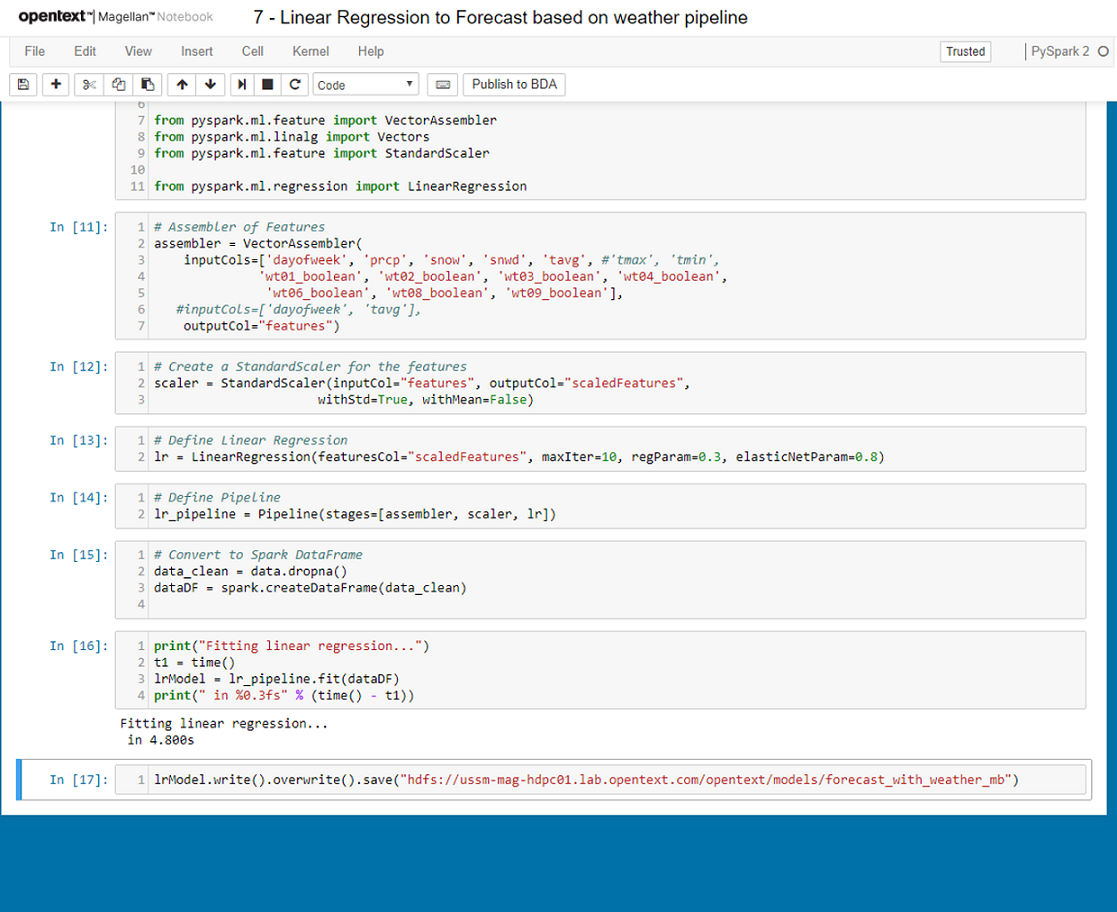 opentext™ | Magellan™ Notebook 7 - Linear Regression to Forecast based on weather pipeline
File Edit View Insert Cell Kernel Help Trusted PySpark 2
Code Publish to BDA
6
7 from pyspark.ml.feature import VectorAssembler
8 from pyspark.ml.linalg import Vectors
9 from pyspark.ml.feature import StandardScaler
10
11 from pyspark.ml.regression import LinearRegression
In [11]: 1 # Assembler of Features
2 assembler = VectorAssembler(
3 inputCols=['dayofweek', 'prcp', 'snow', 'snwd', 'tavg', #'tmax', 'tmin',
4 'wt01_boolean', 'wt02_boolean', 'wt03_boolean', 'wt04_boolean',
5 'wt06_boolean', 'wt08_boolean', 'wt09_boolean'],
6 #inputCols=['dayofweek', 'tavg'],
7 outputCol="features")
In [12]: 1 # Create a StandardScaler for the features
2 scaler = StandardScaler(inputCol="features", outputCol="scaledFeatures",
3 withStd=True, withMean=False)
In [13]: 1 # Define Linear Regression
2 lr = LinearRegression(featuresCol="scaledFeatures", maxIter=10, regParam=0.3, elasticNetParam=0.8)
In [14]: 1 # Define Pipeline
2 lr_pipeline = Pipeline(stages=[assembler, scaler, lr])
In [15]: 1 # Convert to Spark DataFrame
2 data_clean = data.dropna()
3 dataDF = spark.createDataFrame(data_clean)
4
In [16]: 1 print("Fitting linear regression...")
2 t1 = time()
3 lrModel = lr_pipeline.fit(dataDF)
4 print(" in %0.3fs" % (time() - t1))
Fitting linear regression...
in 4.800s
In [17]: 1 lrModel.write().overwrite().save("hdfs://ussm-mag-hdpc01.lab.opentext.com/opentext/models/forecast_with_weather_mb")